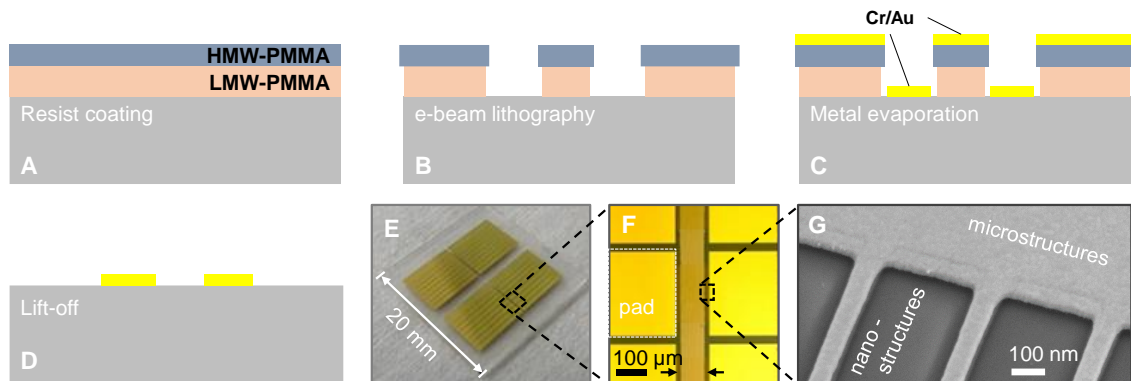 HMW-PMMA
LMW-PMMA
Resist coating
A
e-beam lithography
B
Cr/Au
Metal evaporation
C
Lift-off
D
E
20 mm
F
pad
100 µm
G
microstructures
nano -
structures
100 nm